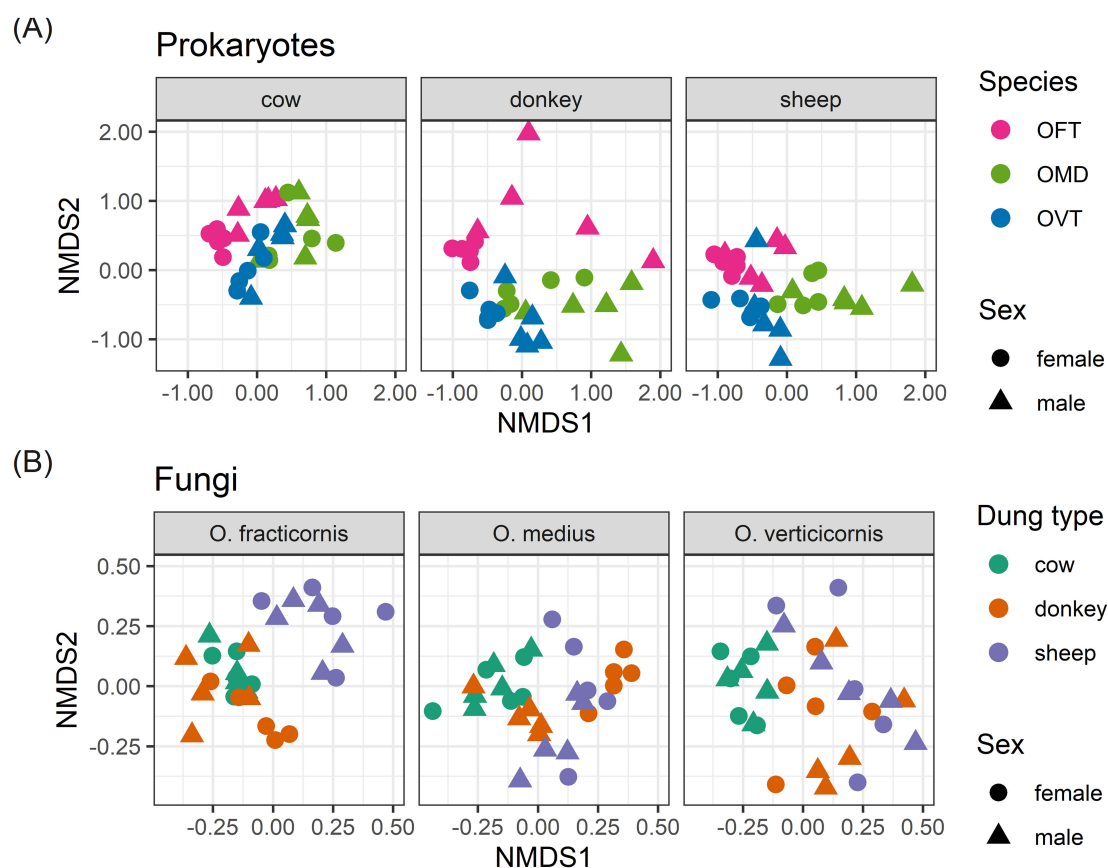 (A)
Prokaryotes
cow donkey sheep
2.00
1.00
0.00
-1.00
NMDS2
-1.00 0.00 1.00 2.00 -1.00 0.00 1.00 2.00 -1.00 0.00 1.00 2.00
NMDS1
Species
OFT
OMD
OVT
Sex
female
male
(B)
Fungi
O. fracticornis O. medius O. verticicornis
0.50
0.25
0.00
-0.25
NMDS2
-0.25 0.00 0.25 0.50 -0.25 0.00 0.25 0.50 -0.25 0.00 0.25 0.50
NMDS1
Dung type
cow
donkey
sheep
Sex
female
male